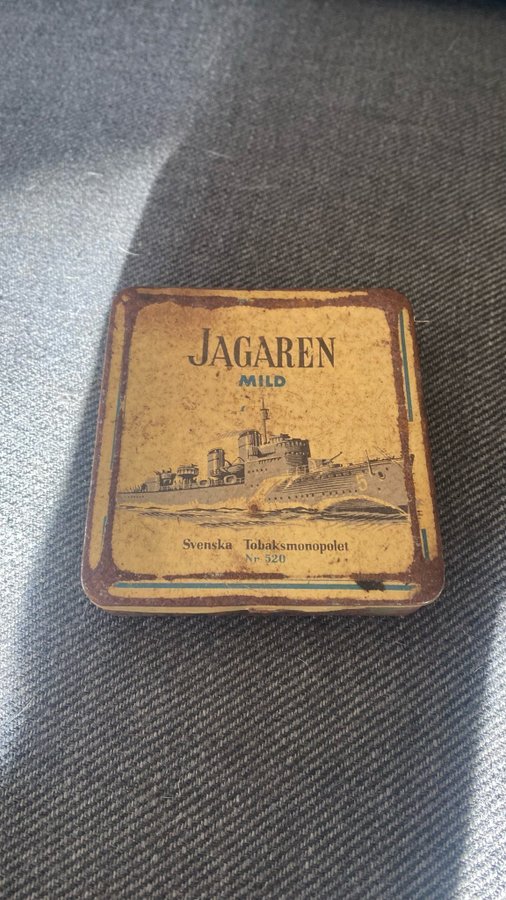 JAGAREN
MILD
Svenska Tobaksmonopolet
Nr 520